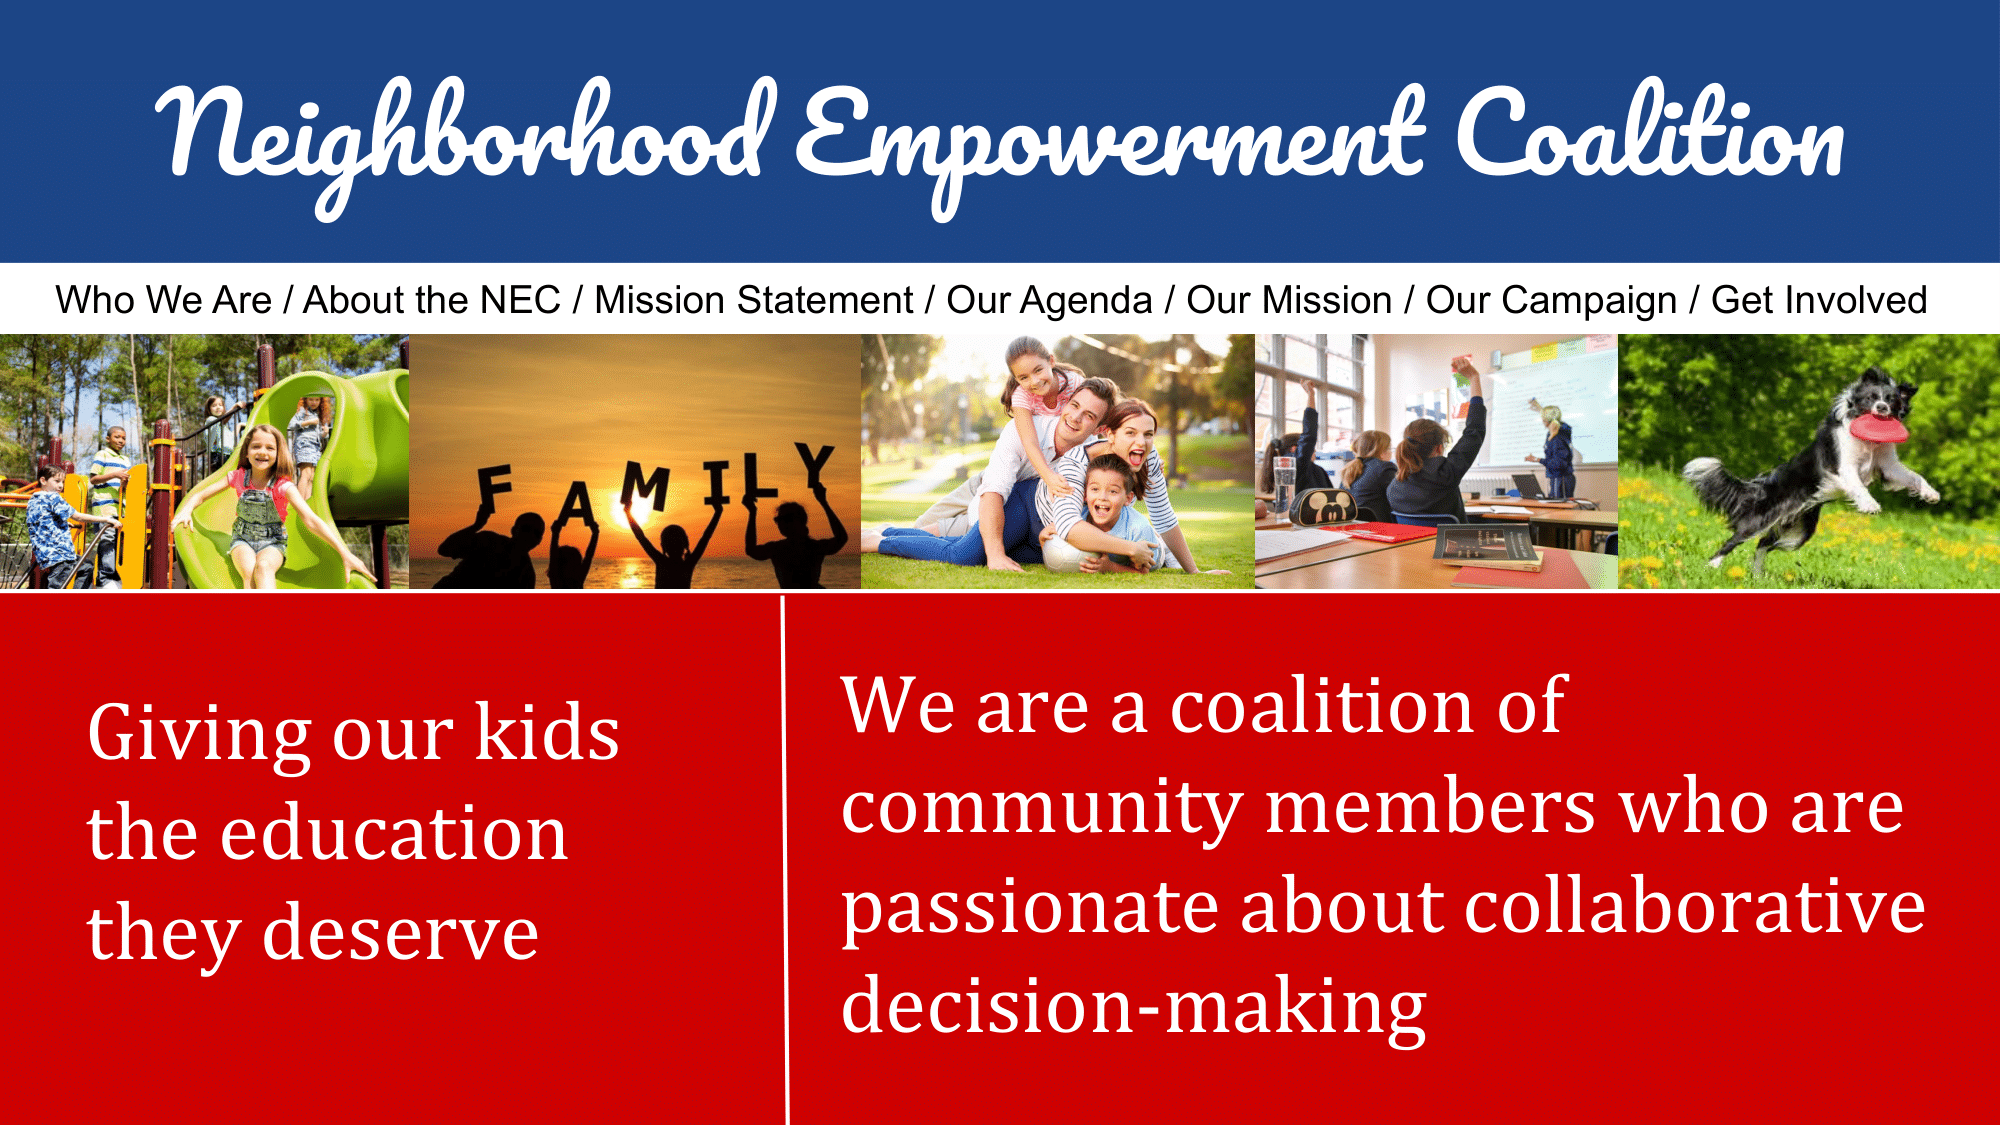 Neighborhood Empowerment Coalition
Who We Are / About the NEC / Mission Statement / Our Agenda / Our Mission / Our Campaign / Get Involved
FAMILY
Giving our kids
the education
they deserve
We are a coalition of
community members who are
passionate about collaborative
decision-making